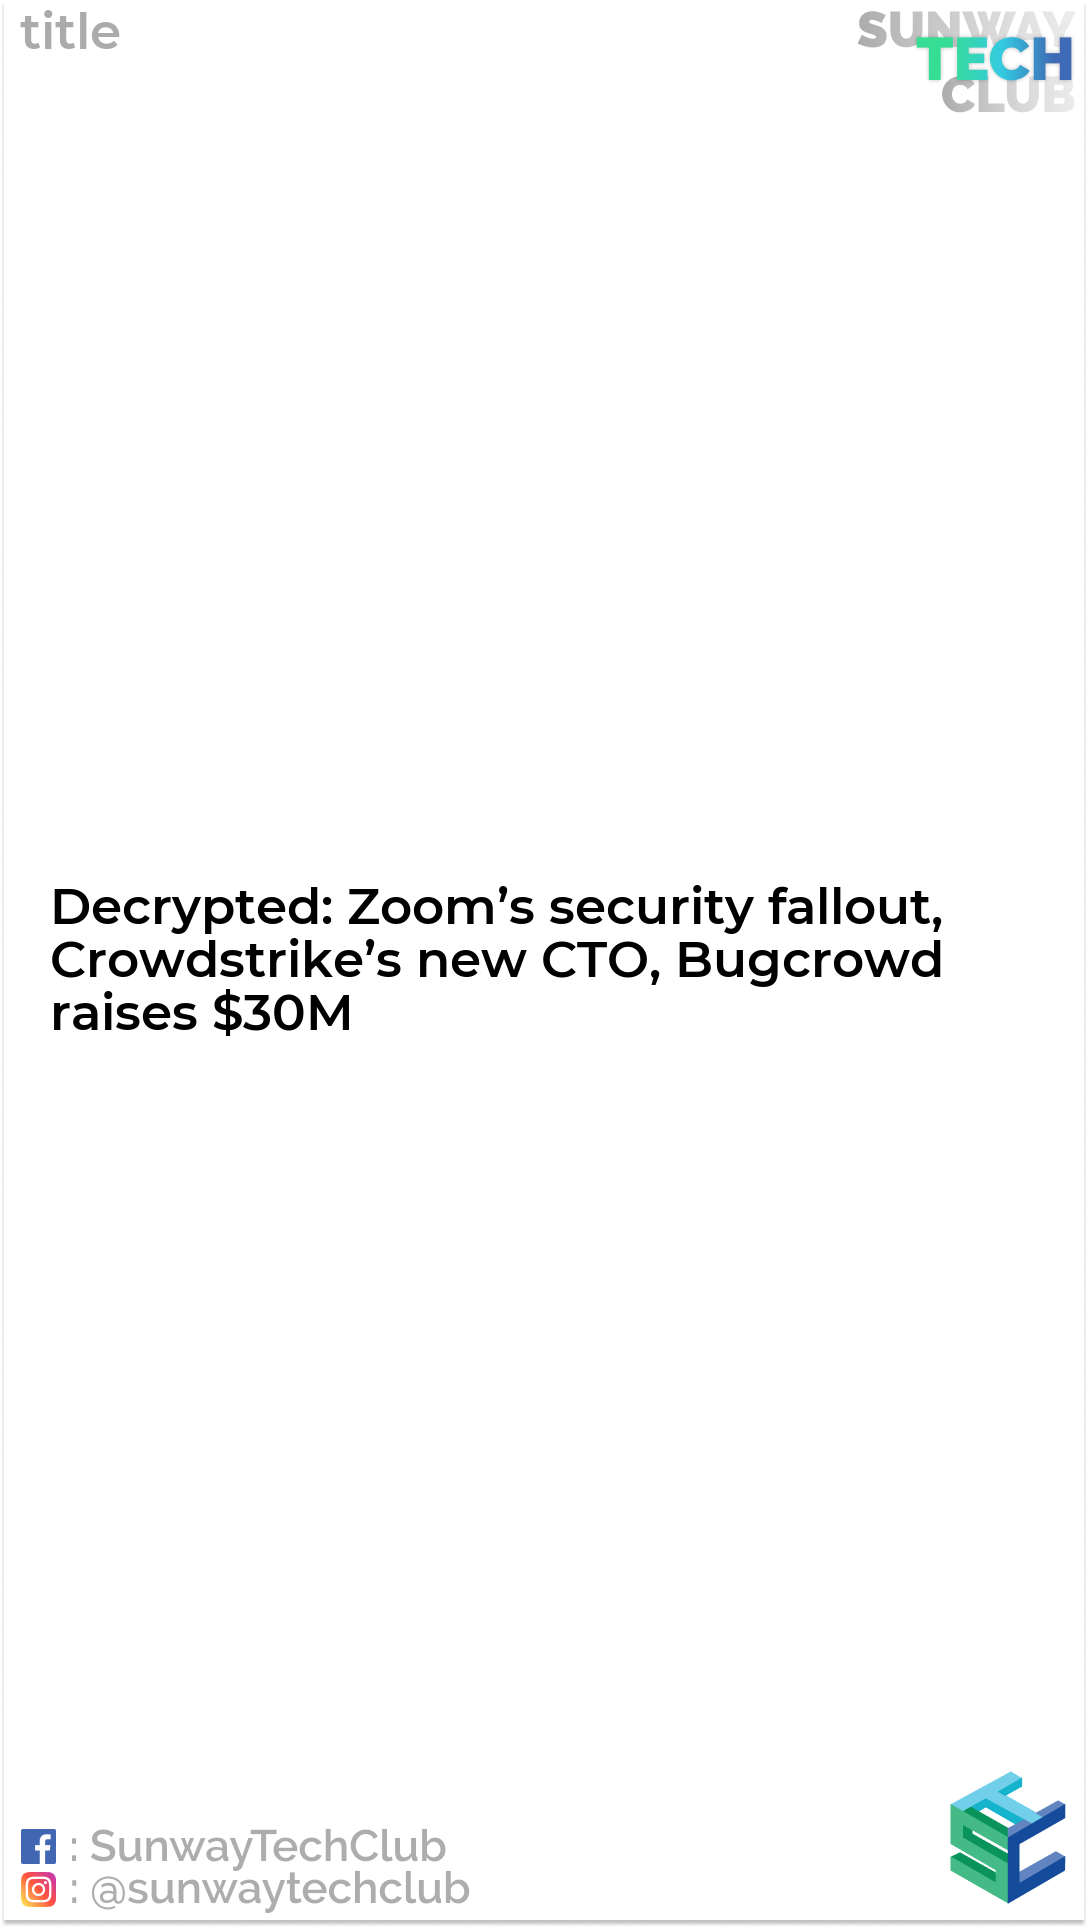 title
SUNWAY
TECH
CLUB
Decrypted: Zoom’s security fallout,
Crowdstrike’s new CTO, Bugcrowd
raises $30M
: SunwayTechClub
: @sunwaytechclub